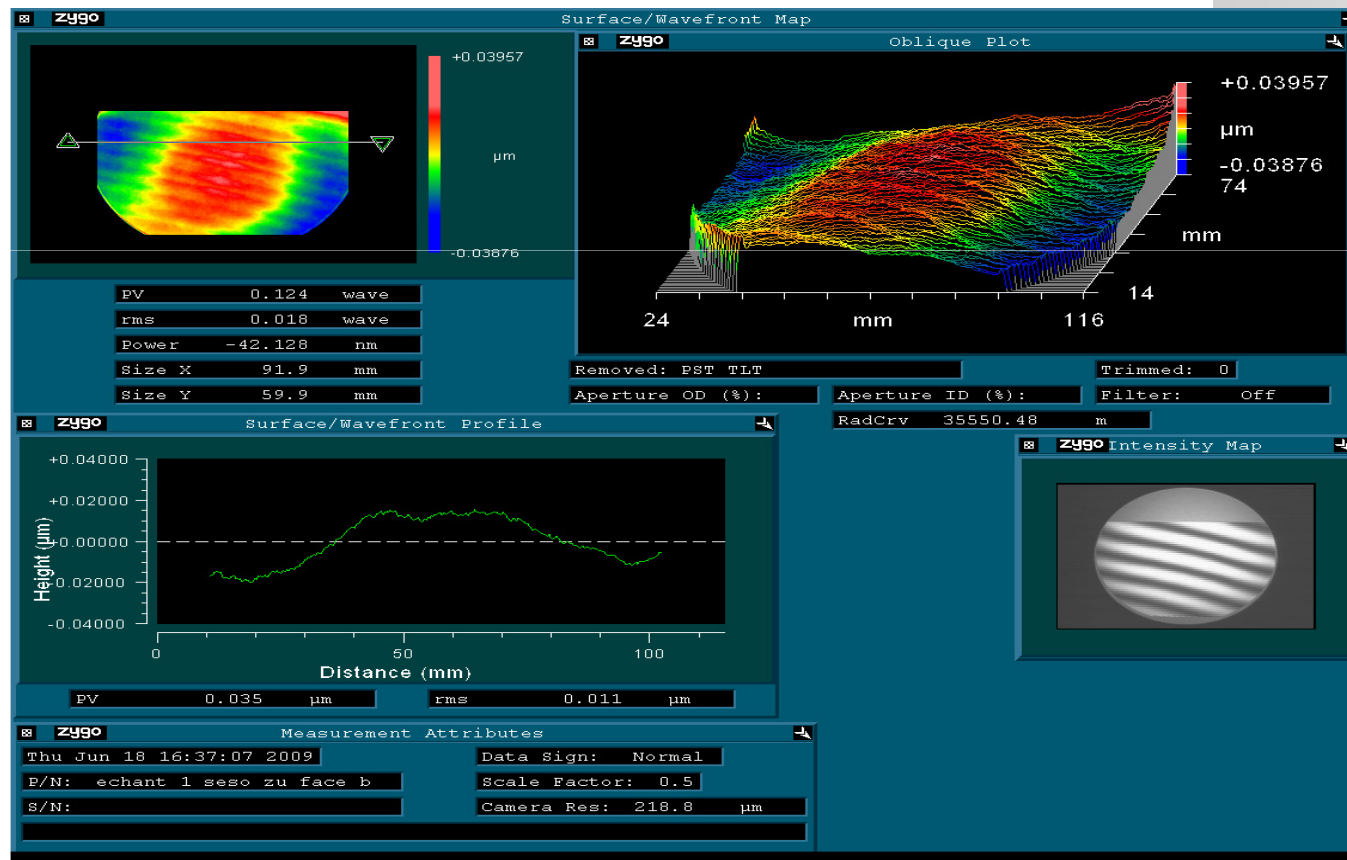 zygo Surface/Wavefront Map
+0.03957
µm
-0.03876
zygo Oblique Plot
+0.03957
µm
-0.03876
74
mm
14
24 mm 116
PV 0.124 wave
rms 0.018 wave
Power -42.128 nm
Size X 91.9 mm
Size Y 59.9 mm
Removed: PST TLT Trimmed: 0
Aperture OD (%): Aperture ID (%): Filter: Off
RadCrv 35550.48 m
zygo Surface/Wavefront Profile
+0.04000
+0.02000
+0.00000
-0.02000
-0.04000
Height (µm)
0 50 100
Distance (mm)
PV 0.035 µm rms 0.011 µm
zygo Intensity Map
zygo Measurement Attributes
Thu Jun 18 16:37:07 2009 Data Sign: Normal
P/N: echant 1 seso zu face b Scale Factor: 0.5
S/N: Camera Res: 218.8 µm